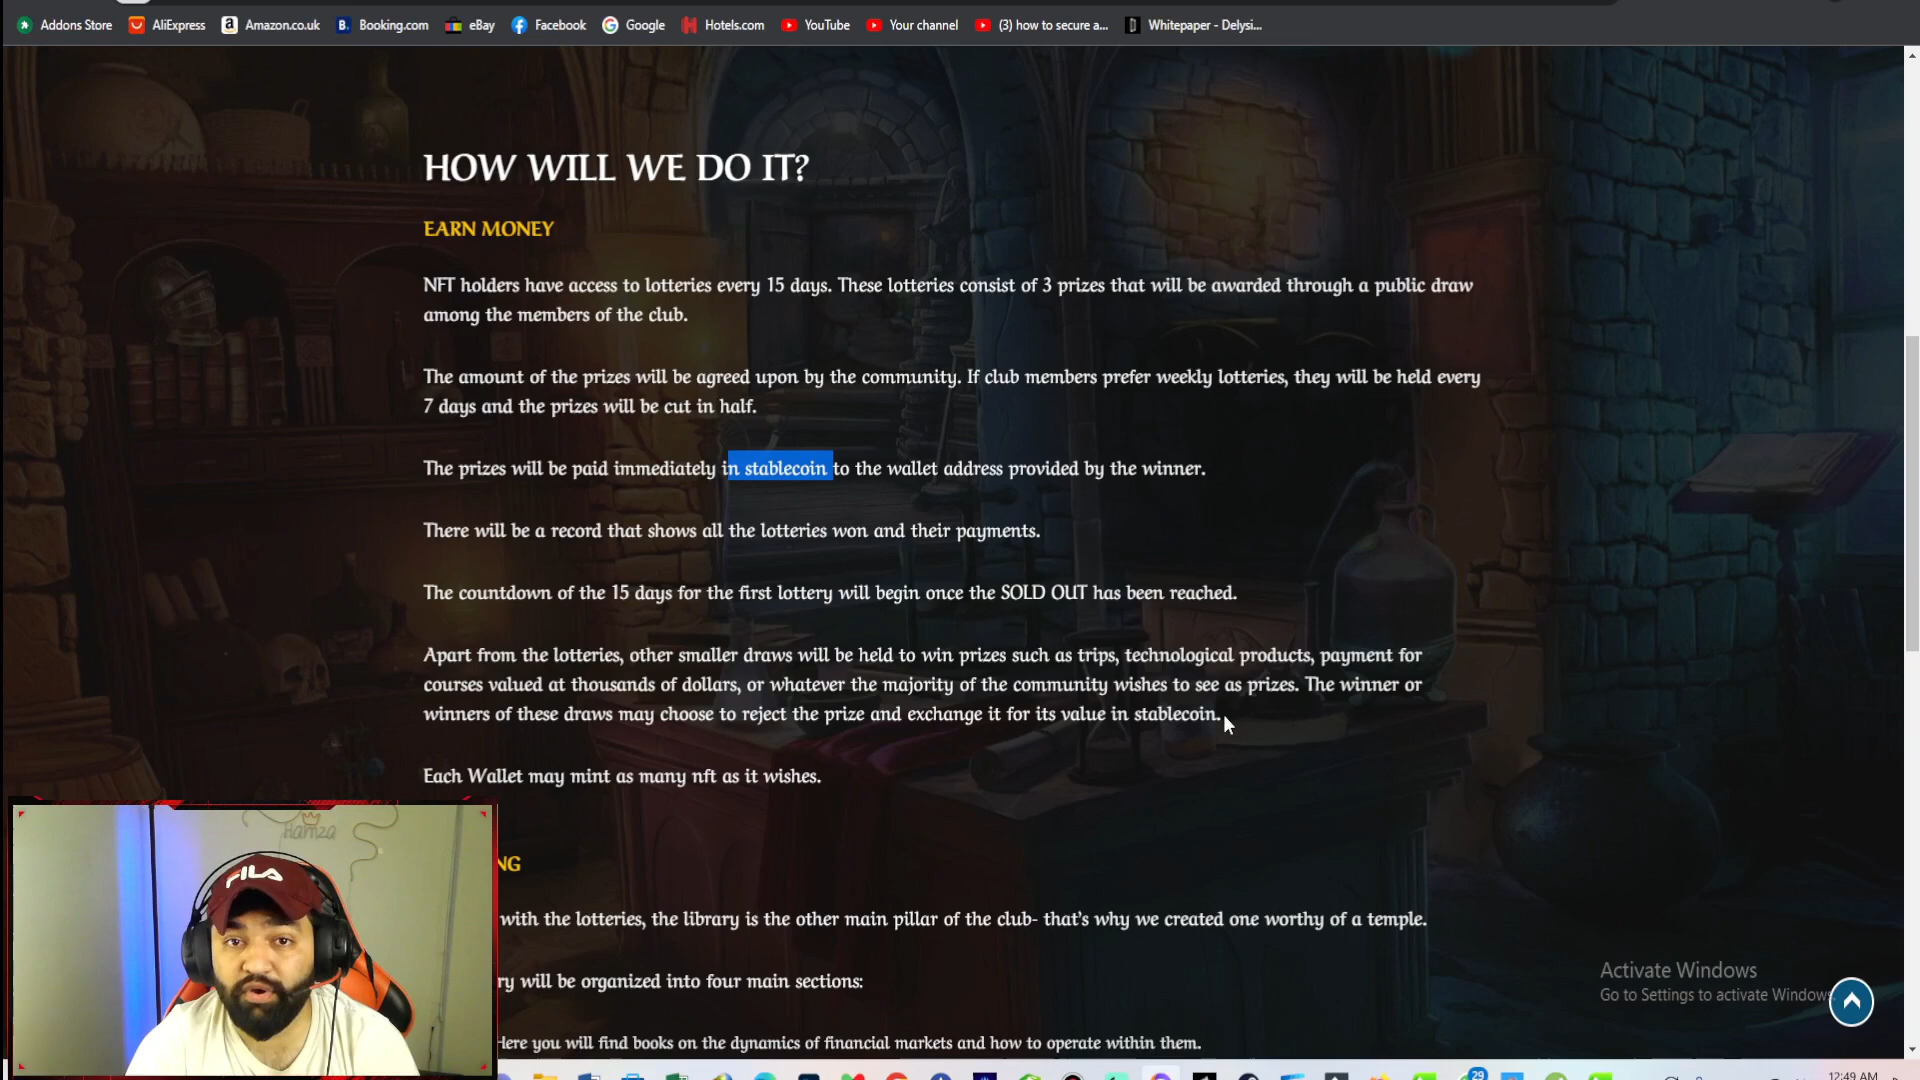 Addons Store AliExpress Amazon.co.uk Booking.com eBay Facebook Google Hotels.com YouTube Your channel (3) how to secure a... Whitepaper - Delysi...
HOW WILL WE DO IT?
EARN MONEY
NFT holders have access to lotteries every 15 days. These lotteries consist of 3 prizes that will be awarded through a public draw
among the members of the club.
The amount of the prizes will be agreed upon by the community. If club members prefer weekly lotteries, they will be held every
7 days and the prizes will be cut in half.
The prizes will be paid immediately in stablecoin to the wallet address provided by the winner.
There will be a record that shows all the lotteries won and their payments.
The countdown of the 15 days for the first lottery will begin once the SOLD OUT has been reached.
Apart from the lotteries, other smaller draws will be held to win prizes such as trips, technological products, payment for
courses valued at thousands of dollars, or whatever the majority of the community wishes to see as prizes. The winner or
winners of these draws may choose to reject the prize and exchange it for its value in stablecoin.
Each Wallet may mint as many nft as it wishes.
Hamza
FILA
NG
with the lotteries, the library is the other main pillar of the club- that's why we created one worthy of a temple.
ry will be organized into four main sections:
Here you will find books on the dynamics of financial markets and how to operate within them.
Activate Windows
Go to Settings to activate Windows.
29
12:49 AM